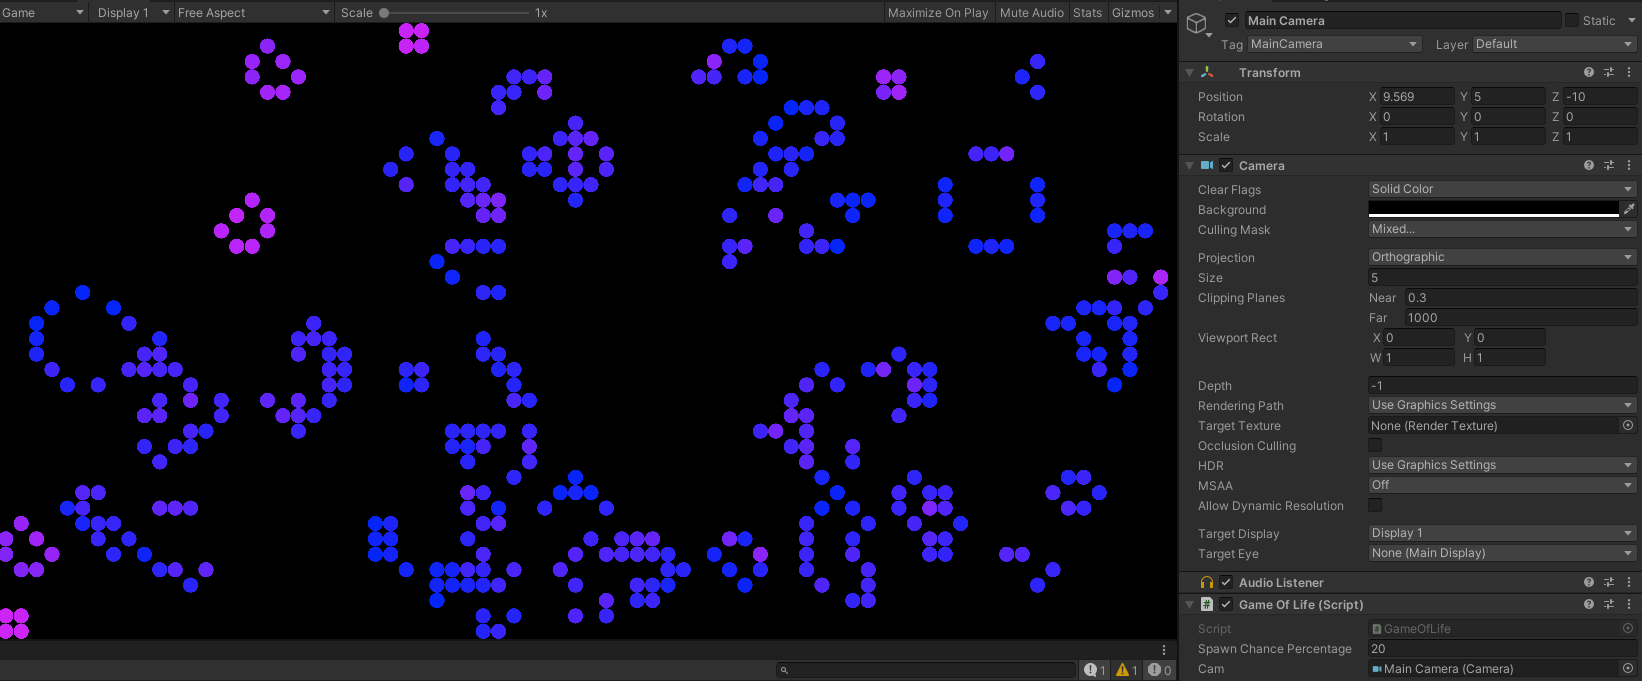 Game Display 1 Free Aspect Scale 1x Maximize On Play Mute Audio Stats Gizmos
Main Camera Static
Tag MainCamera Layer Default
Transform
Position X 9.569 Y 5 Z -10
Rotation X 0 Y 0 Z 0
Scale X 1 Y 1 Z 1
Camera
Clear Flags Solid Color
Background
Culling Mask Mixed...
Projection Orthographic
Size 5
Clipping Planes Near 0.3
Far 1000
Viewport Rect X 0 Y 0
W 1 H 1
Depth -1
Rendering Path Use Graphics Settings
Target Texture None (Render Texture)
Occlusion Culling
HDR Use Graphics Settings
MSAA Off
Allow Dynamic Resolution
Target Display Display 1
Target Eye None (Main Display)
Audio Listener
# Game Of Life (Script)
Script GameOfLife
Spawn Chance Percentage 20
Cam Main Camera (Camera)
1 1 0